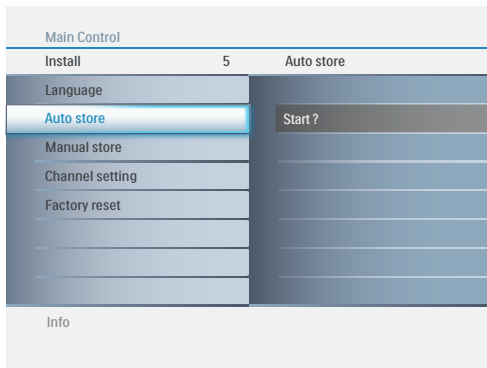 Main Control
Install 5 Auto store
Language
Auto store Start ?
Manual store
Channel setting
Factory reset
Info